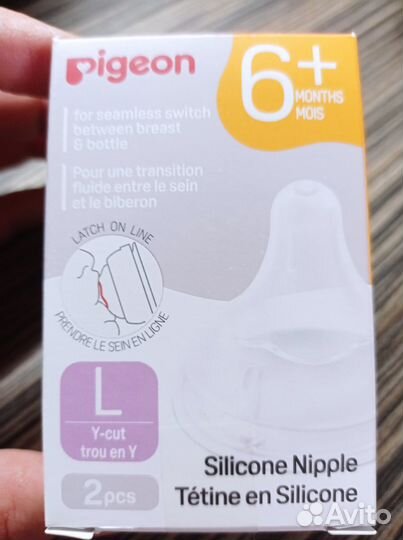 pigeon
6+
MONTHS
MOIS
for seamless switch
between breast
& bottle
Pour une transition
fluide entre le sein
et le biberon
LATCH ON LINE
PRENDRE LE SEIN EN LIGNE
L
Y-cut
trou en Y
2pcs
Silicone Nipple
Tétine en Silicone
Avito